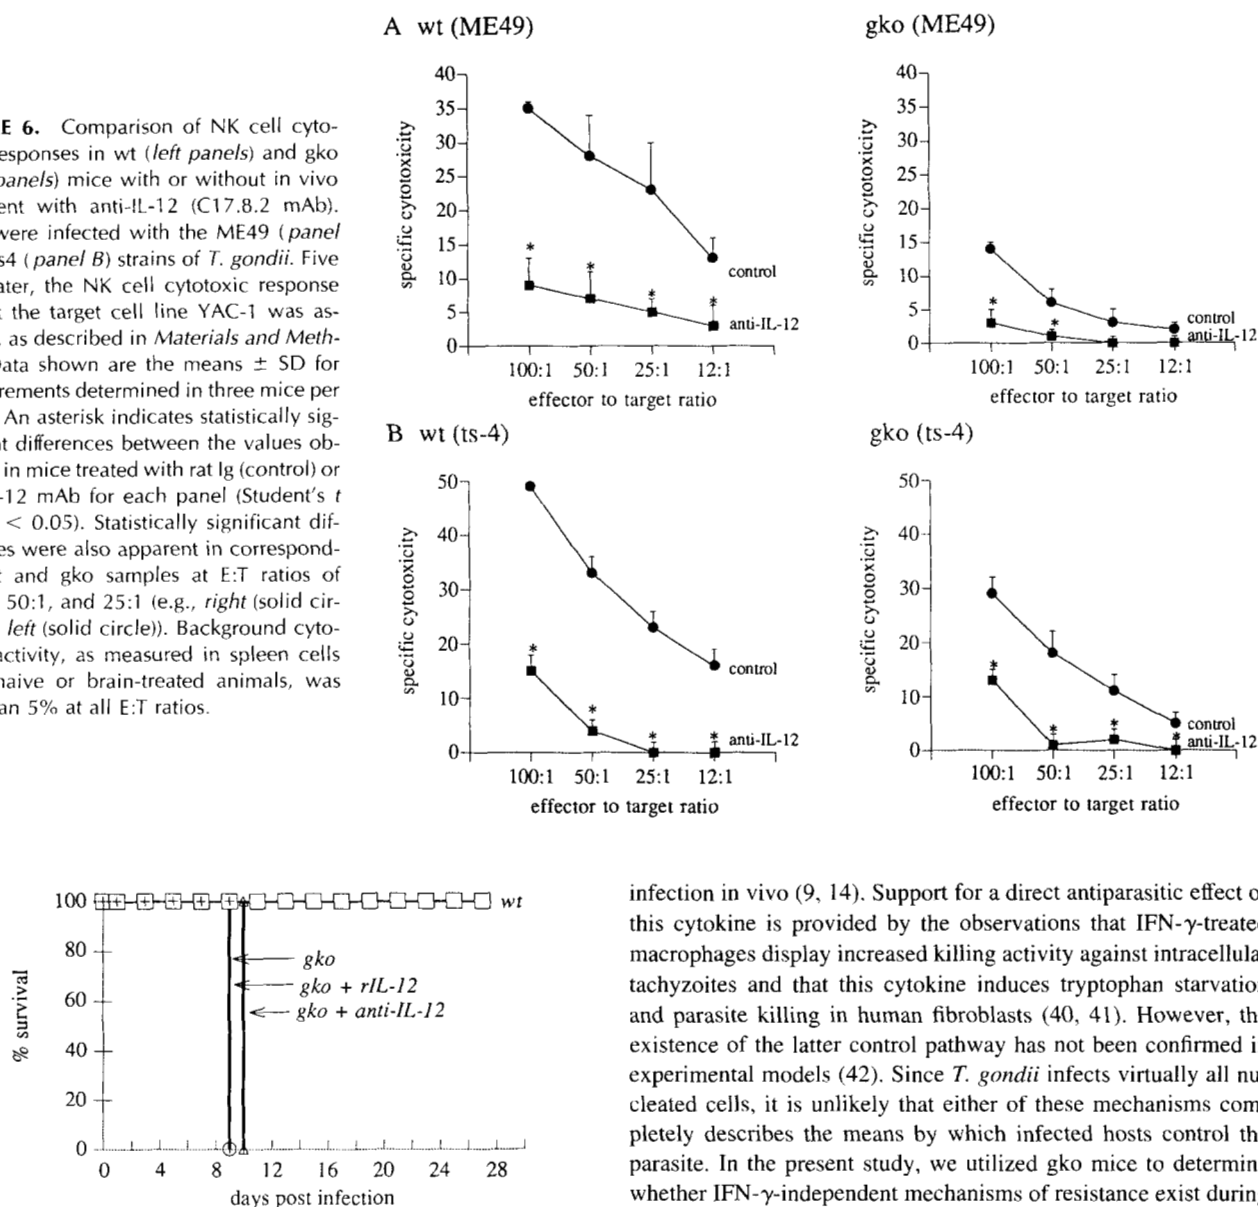 E 6. Comparison of NK cell cyto-
esponses in wt (left panels) and gko
panels) mice with or without in vivo
ent with anti-IL-12 (C17.8.2 mAb).
were infected with the ME49 (panel
s4 (panel B) strains of T. gondii. Five
ater, the NK cell cytotoxic response
the target cell line YAC-1 was as-
, as described in Materials and Meth-
ata shown are the means ± SD for
rements determined in three mice per
An asterisk indicates statistically sig-
t differences between the values ob-
in mice treated with rat Ig (control) or
-12 mAb for each panel (Student's t
< 0.05). Statistically significant dif-
es were also apparent in correspond-
and gko samples at E:T ratios of
50:1, and 25:1 (e.g., right (solid cir-
left (solid circle)). Background cyto-
activity, as measured in spleen cells
naive or brain-treated animals, was
an 5% at all E:T ratios.
A wt (ME49)
specific cytotoxicity
40
35
30
25
20
15
10
5
0
* * * *
control
anti-IL-12
100:1 50:1 25:1 12:1
effector to target ratio
gko (ME49)
specific cytotoxicity
40
35
30
25
20
15
10
5
0
* *
control
anti-IL-12
100:1 50:1 25:1 12:1
effector to target ratio
B wt (ts-4)
specific cytotoxicity
50
40
30
20
10
0
* * * *
control
anti-IL-12
100:1 50:1 25:1 12:1
effector to target ratio
gko (ts-4)
specific cytotoxicity
50
40
30
20
10
0
* * * *
control
anti-IL-12
100:1 50:1 25:1 12:1
effector to target ratio
% survival
100
80
60
40
20
0
wt
gko
gko + rIL-12
gko + anti-IL-12
0 4 8 12 16 20 24 28
days post infection
infection in vivo (9, 14). Support for a direct antiparasitic effect o
this cytokine is provided by the observations that IFN-γ-treate
macrophages display increased killing activity against intracellula
tachyzoites and that this cytokine induces tryptophan starvatio
and parasite killing in human fibroblasts (40, 41). However, th
existence of the latter control pathway has not been confirmed i
experimental models (42). Since T. gondii infects virtually all nu
cleated cells, it is unlikely that either of these mechanisms com
pletely describes the means by which infected hosts control th
parasite. In the present study, we utilized gko mice to determin
whether IFN-γ-independent mechanisms of resistance exist durin